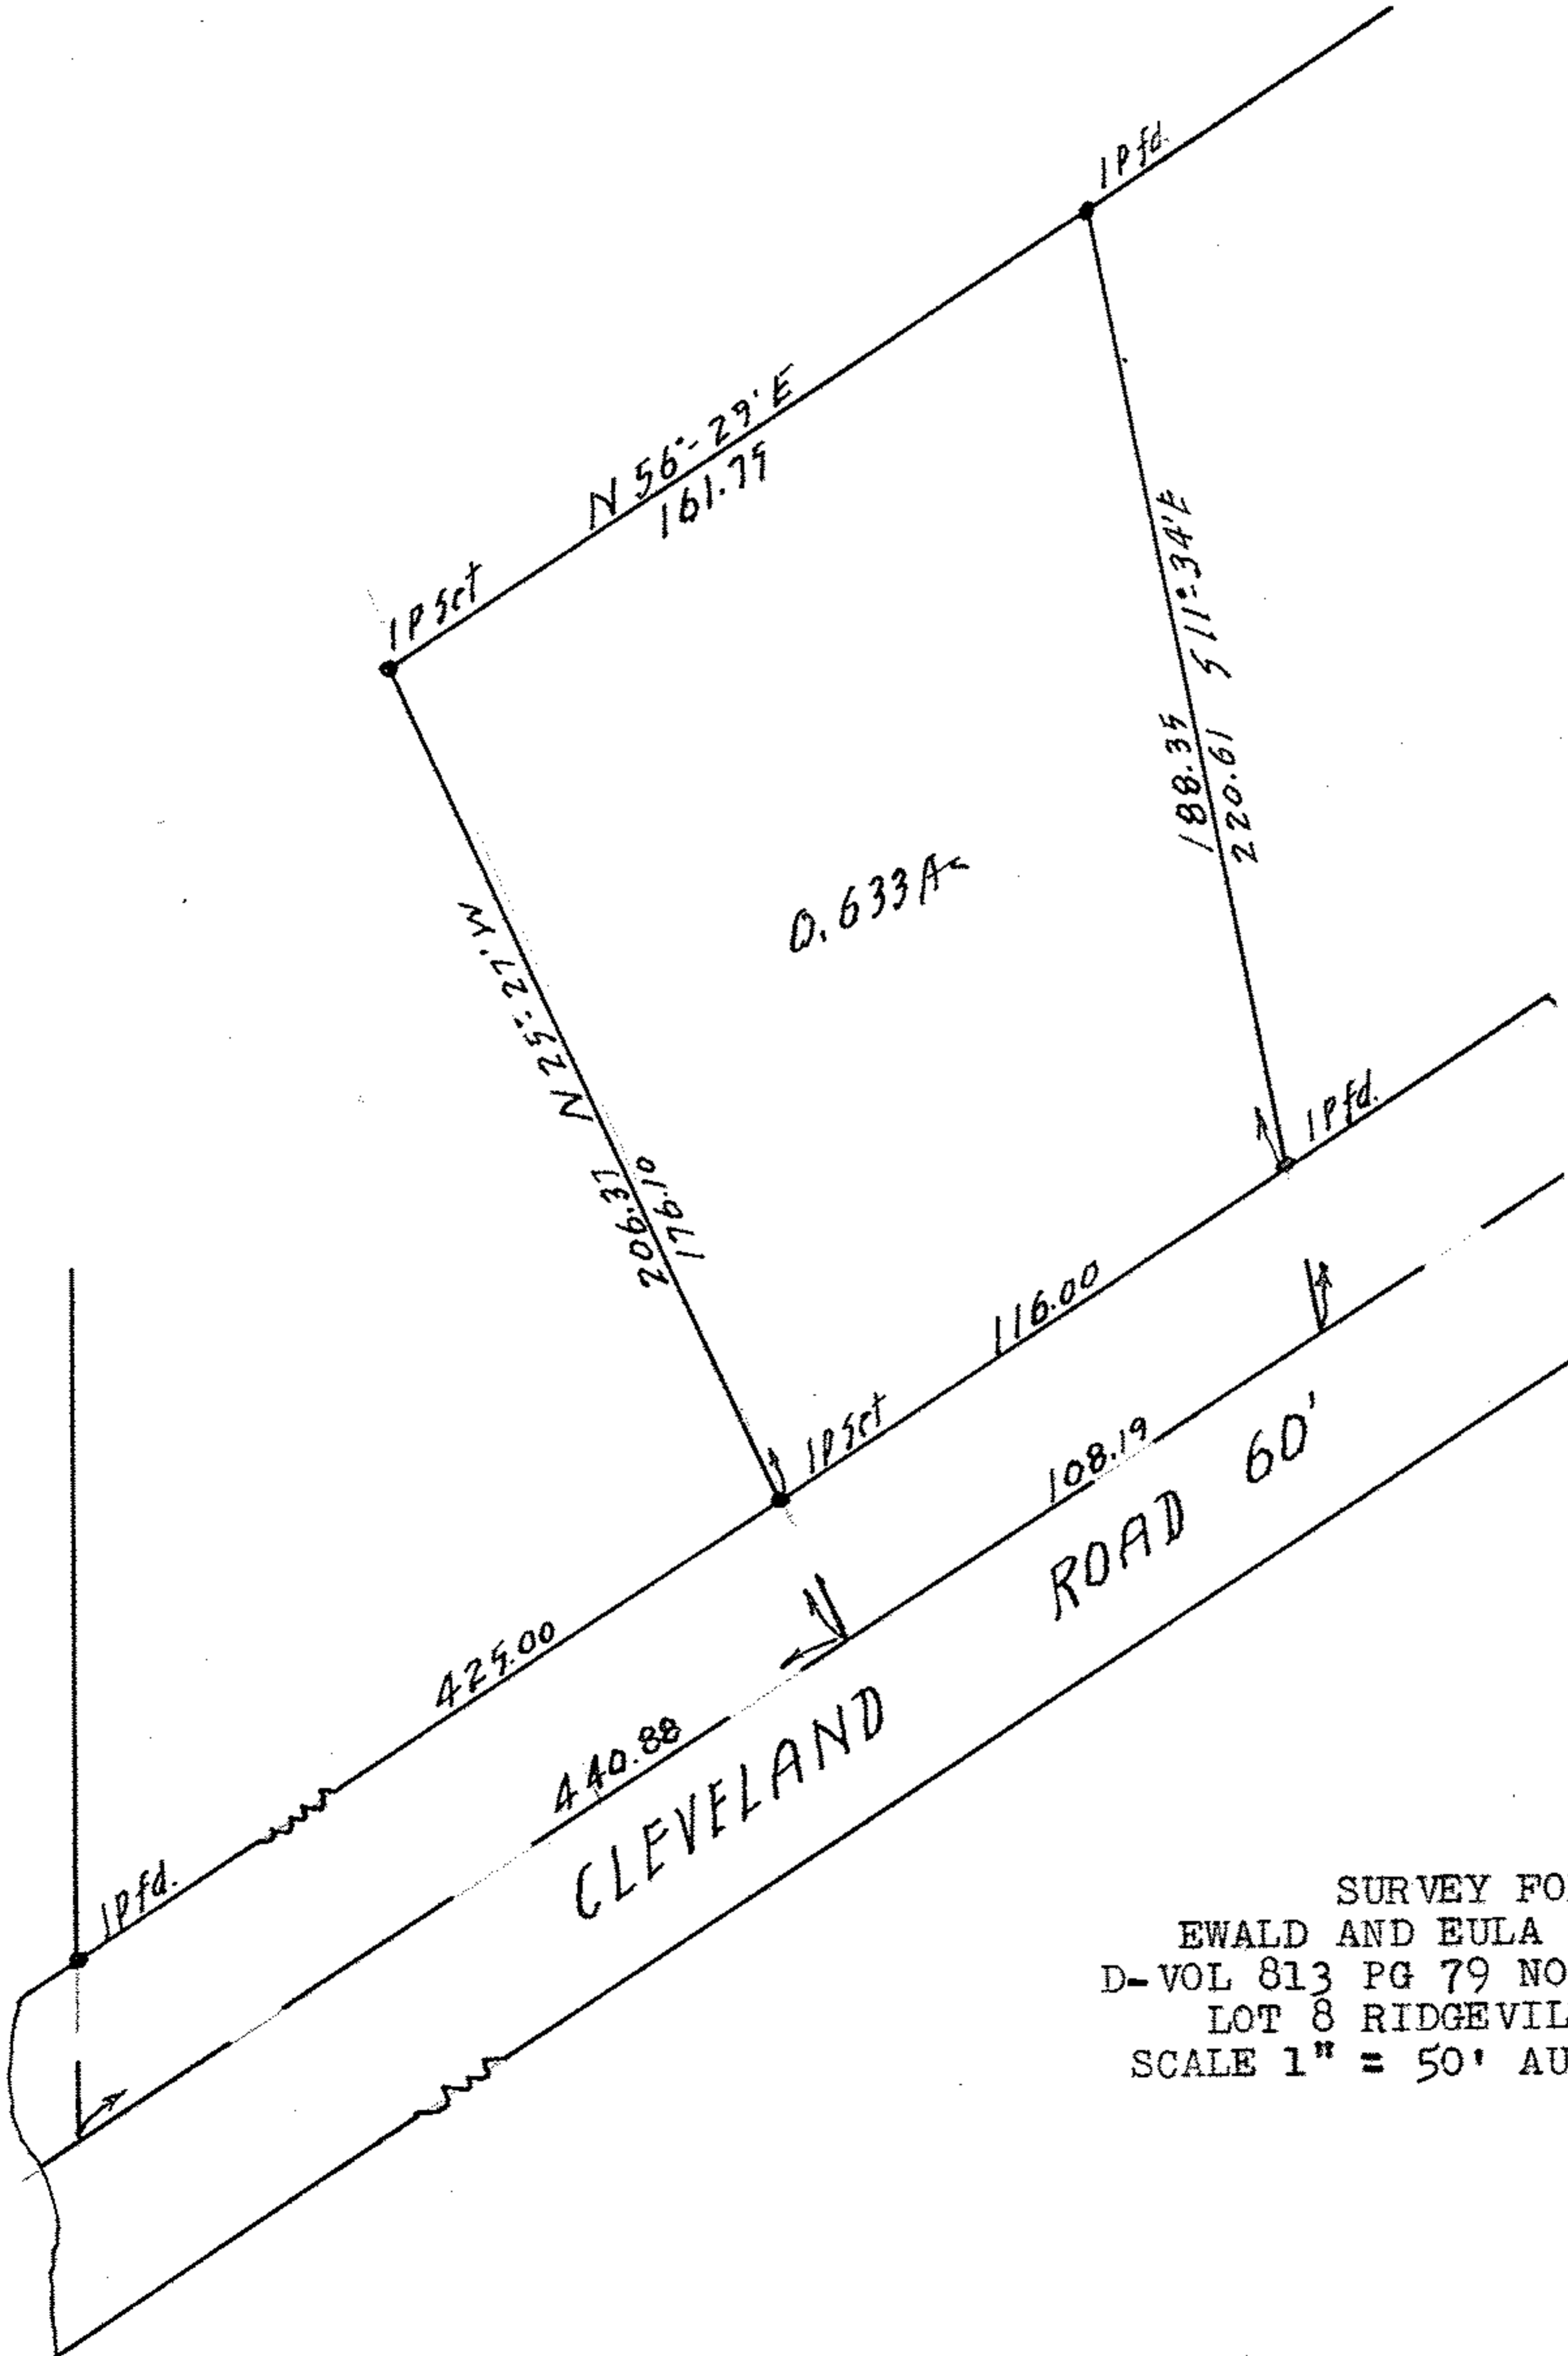 IP fd.
N 56°-29' E
161.75
IP Set
188.35 S 11°-34' E
220.61
N 25°-27' W
206.37
176.10
0.633 Ac
IP fd.
116.00
IP Set
108.19
ROAD 60'
425.00
440.88
CLEVELAND
IP fd.
SURVEY FO
EWALD AND EULA
D-VOL 813 PG 79 NO
LOT 8 RIDGEVIL
SCALE 1" = 50' AU